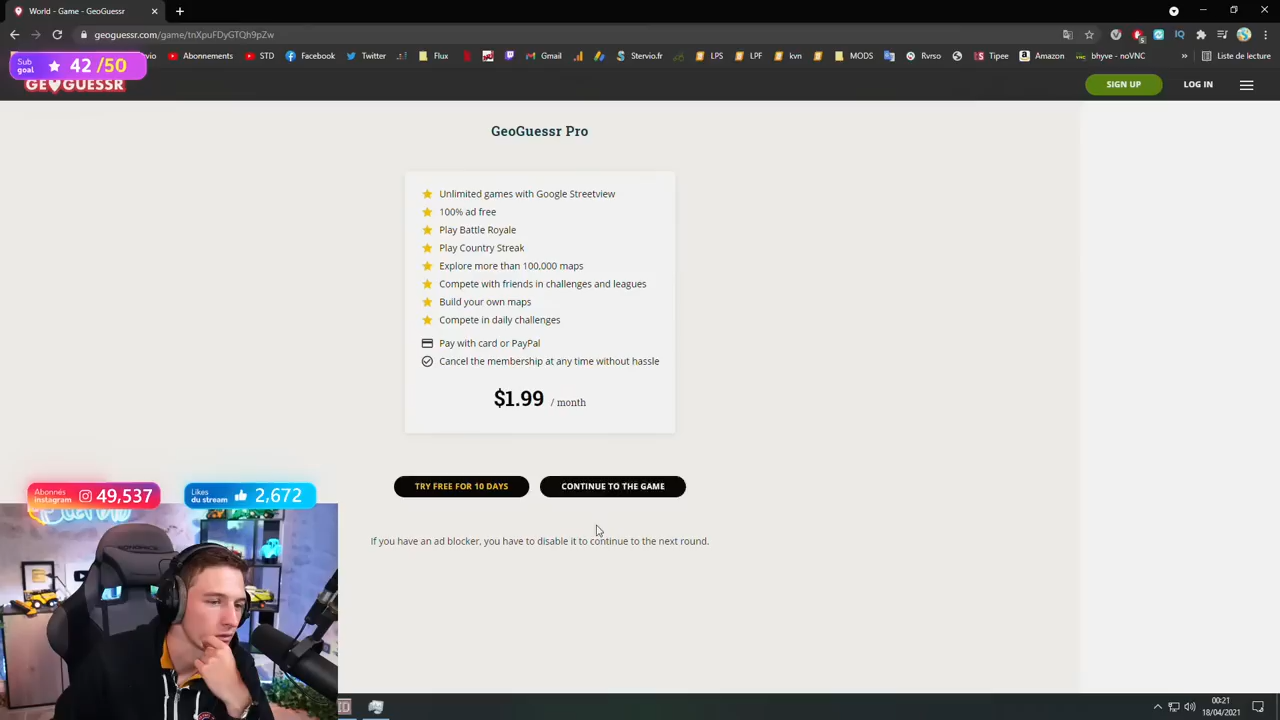 World - Game - GeoGuessr
geoguessr.com/game/tnXpuFDyGTQh9pZw
Abonnements
STD
Facebook
Twitter
Flux
Gmail
Stervio.fr
LPS
LPF
kvn
MODS
Rvrso
Tipee
Amazon
bhyve - noVNC
Liste de lecture
Sub goal
42 /50
GEOGUESSR
SIGN UP
LOG IN
GeoGuessr Pro
Unlimited games with Google Streetview
100% ad free
Play Battle Royale
Play Country Streak
Explore more than 100,000 maps
Compete with friends in challenges and leagues
Build your own maps
Compete in daily challenges
Pay with card or PayPal
Cancel the membership at any time without hassle
$1.99 / month
TRY FREE FOR 10 DAYS
CONTINUE TO THE GAME
If you have an ad blocker, you have to disable it to continue to the next round.
Abonnés instagram 49,537
Likes du stream 2,672
00:21
18/04/2021